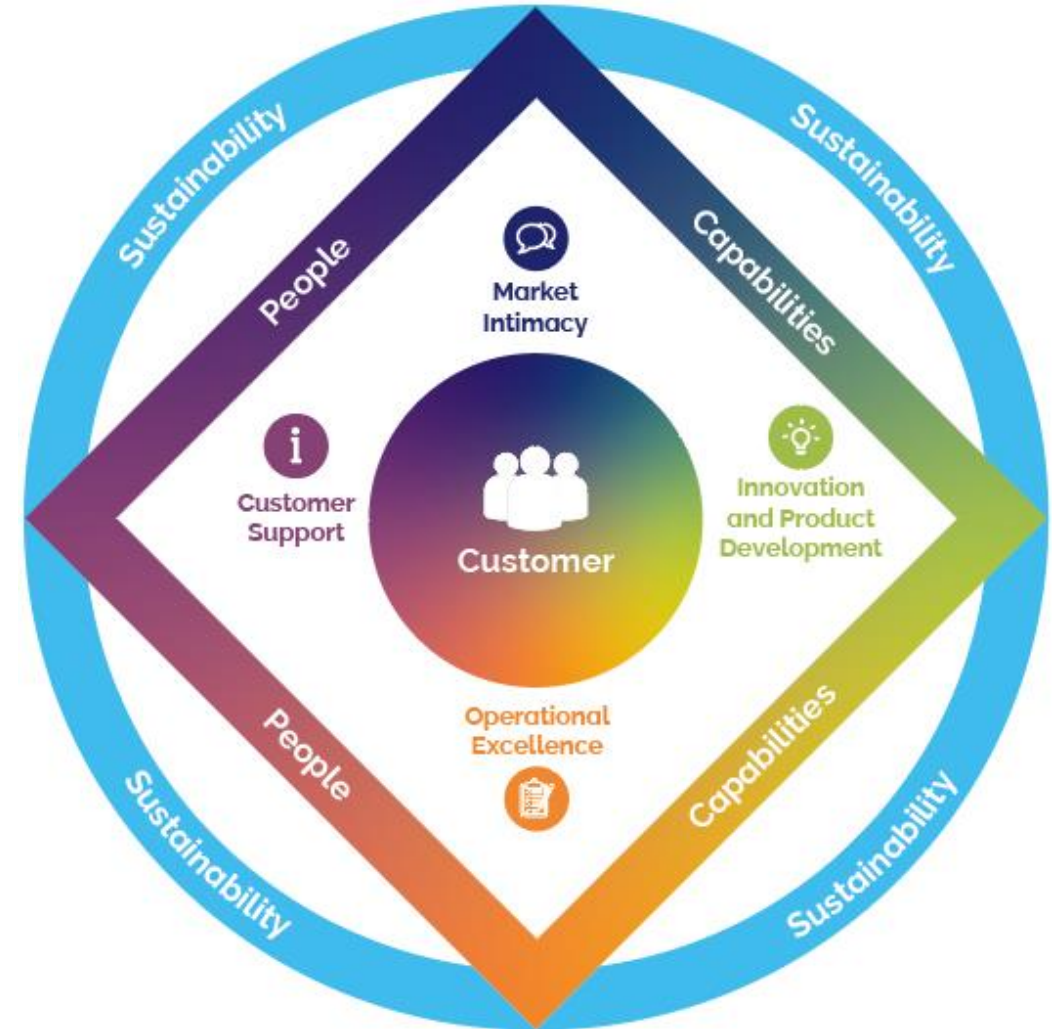 Sustainability
Sustainability
People
Capabilities
Market
Intimacy
i
Customer
Support
Customer
Innovation
and Product
Development
Operational
Excellence
People
Capabilities
Sustainability
Sustainability